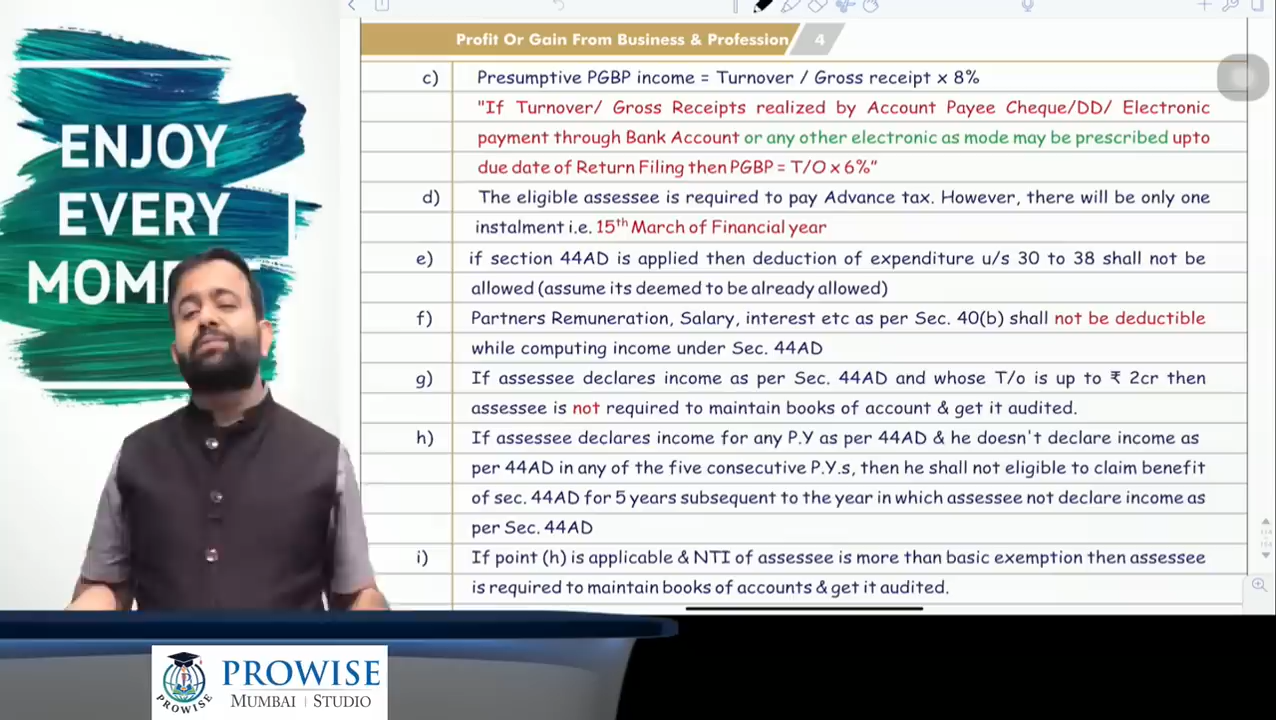 ENJOY
EVERY
MOM
Profit Or Gain From Business & Profession 4
c) Presumptive PGBP income = Turnover / Gross receipt x 8%
"If Turnover/ Gross Receipts realized by Account Payee Cheque/DD/ Electronic
payment through Bank Account or any other electronic as mode may be prescribed upto
due date of Return Filing then PGBP = T/O x 6%"
d) The eligible assessee is required to pay Advance tax. However, there will be only one
instalment i.e. 15th March of Financial year
e) if section 44AD is applied then deduction of expenditure u/s 30 to 38 shall not be
allowed (assume its deemed to be already allowed)
f) Partners Remuneration, Salary, interest etc as per Sec. 40(b) shall not be deductible
while computing income under Sec. 44AD
g) If assessee declares income as per Sec. 44AD and whose T/o is up to ₹ 2cr then
assessee is not required to maintain books of account & get it audited.
h) If assessee declares income for any P.Y as per 44AD & he doesn't declare income as
per 44AD in any of the five consecutive P.Y.s, then he shall not eligible to claim benefit
of sec. 44AD for 5 years subsequent to the year in which assessee not declare income as
per Sec. 44AD
i) If point (h) is applicable & NTI of assessee is more than basic exemption then assessee
is required to maintain books of accounts & get it audited.
PROWISE
PROWISE
MUMBAI | STUDIO